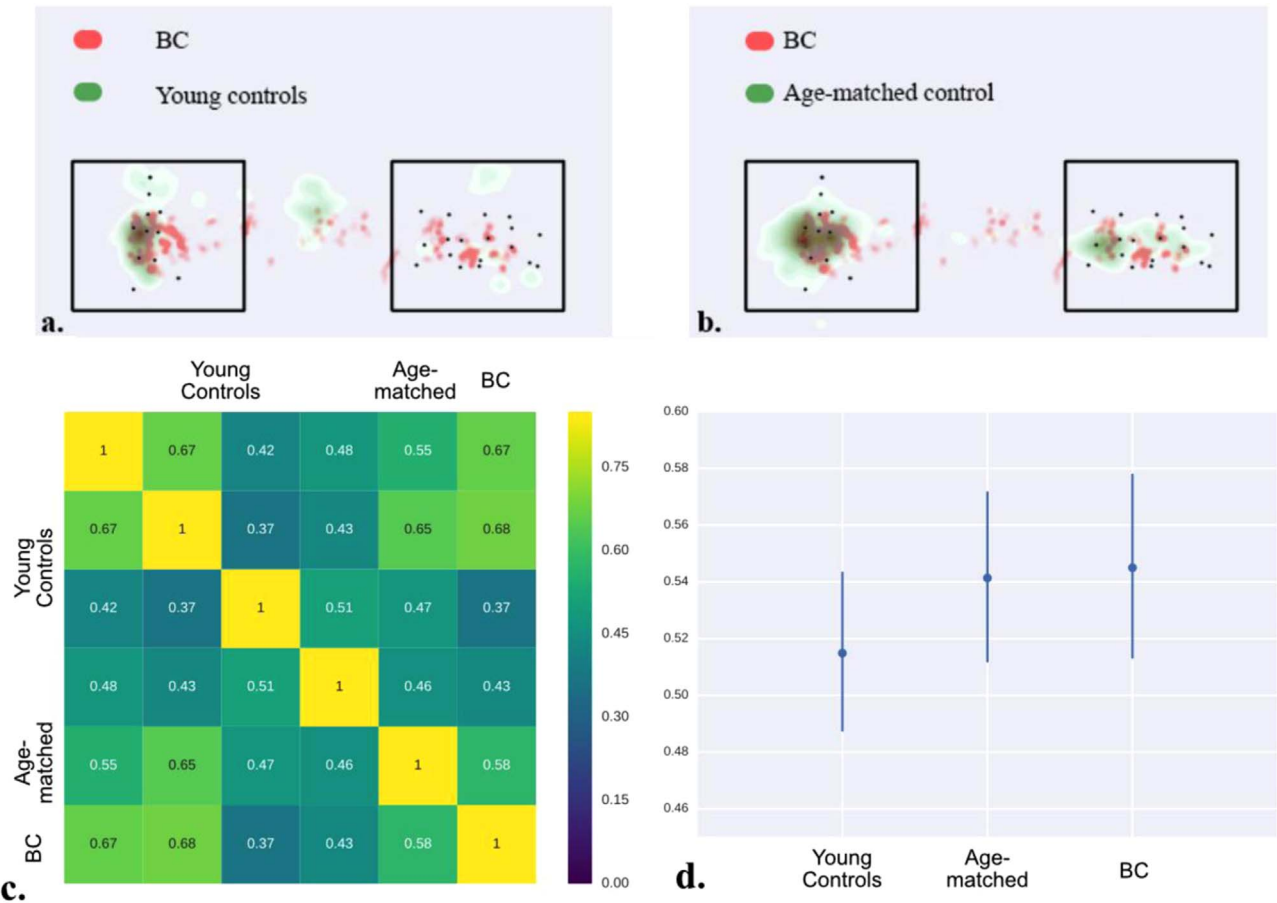 BC
Young controls
a.
BC
Age-matched control
b.
Young
Controls
Age-
matched
BC
Young
Controls
Age-
matched
BC
1 0.67 0.42 0.48 0.55 0.67
0.67 1 0.37 0.43 0.65 0.68
0.42 0.37 1 0.51 0.47 0.37
0.48 0.43 0.51 1 0.46 0.43
0.55 0.65 0.47 0.46 1 0.58
0.67 0.68 0.37 0.43 0.58 1
0.75
0.60
0.45
0.30
0.15
0.00
c.
0.60
0.58
0.56
0.54
0.52
0.50
0.48
0.46
Young
Controls
Age-
matched
BC
d.